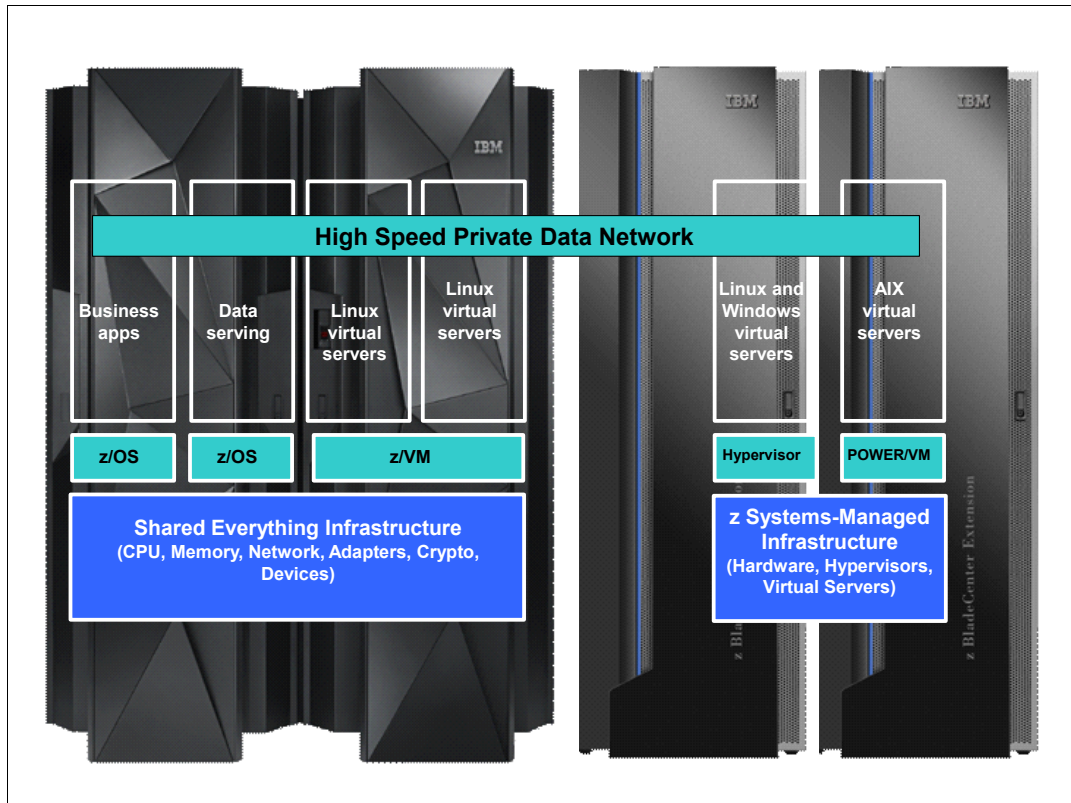 IBM
IBM
IBM
High Speed Private Data Network
Business
apps
Data
serving
Linux
virtual
servers
Linux
virtual
servers
Linux and
Windows
virtual
servers
AIX
virtual
servers
z/OS
z/OS
z/VM
Hypervisor
POWER/VM
Shared Everything Infrastructure
(CPU, Memory, Network, Adapters, Crypto,
Devices)
z Systems-Managed
Infrastructure
(Hardware, Hypervisors,
Virtual Servers)
z BladeCenter Extension